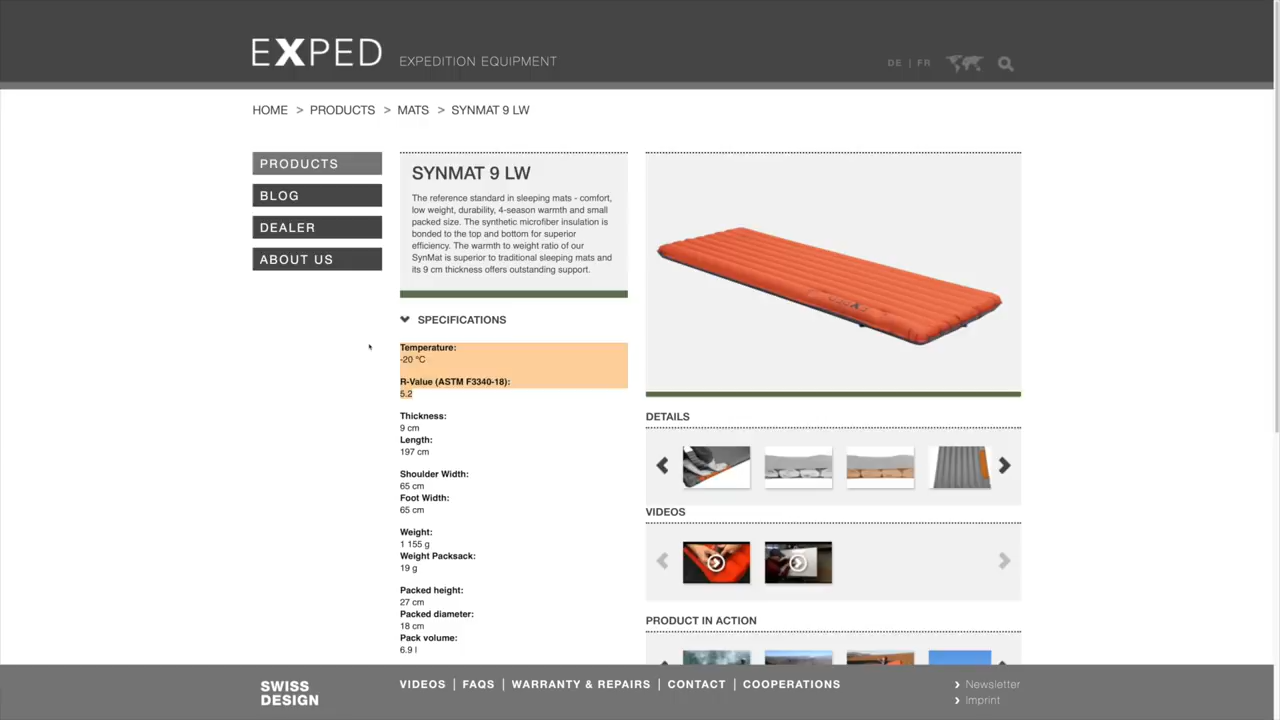 EXPED
EXPEDITION EQUIPMENT
DE | FR
HOME > PRODUCTS > MATS > SYNMAT 9 LW
PRODUCTS
BLOG
DEALER
ABOUT US
SYNMAT 9 LW
The reference standard in sleeping mats - comfort,
low weight, durability, 4-season warmth and small
packed size. The synthetic microfiber insulation is
bonded to the top and bottom for superior
efficiency. The warmth to weight ratio of our
SynMat is superior to traditional sleeping mats and
its 9 cm thickness offers outstanding support.
SPECIFICATIONS
Temperature:
-20 °C
R-Value (ASTM F3340-18):
5.2
Thickness:
9 cm
Length:
197 cm
Shoulder Width:
65 cm
Foot Width:
65 cm
Weight:
1 155 g
Weight Packsack:
19 g
Packed height:
27 cm
Packed diameter:
18 cm
Pack volume:
6.9 l
DETAILS
VIDEOS
PRODUCT IN ACTION
SWISS
DESIGN
VIDEOS | FAQS | WARRANTY & REPAIRS | CONTACT | COOPERATIONS
Newsletter
Imprint